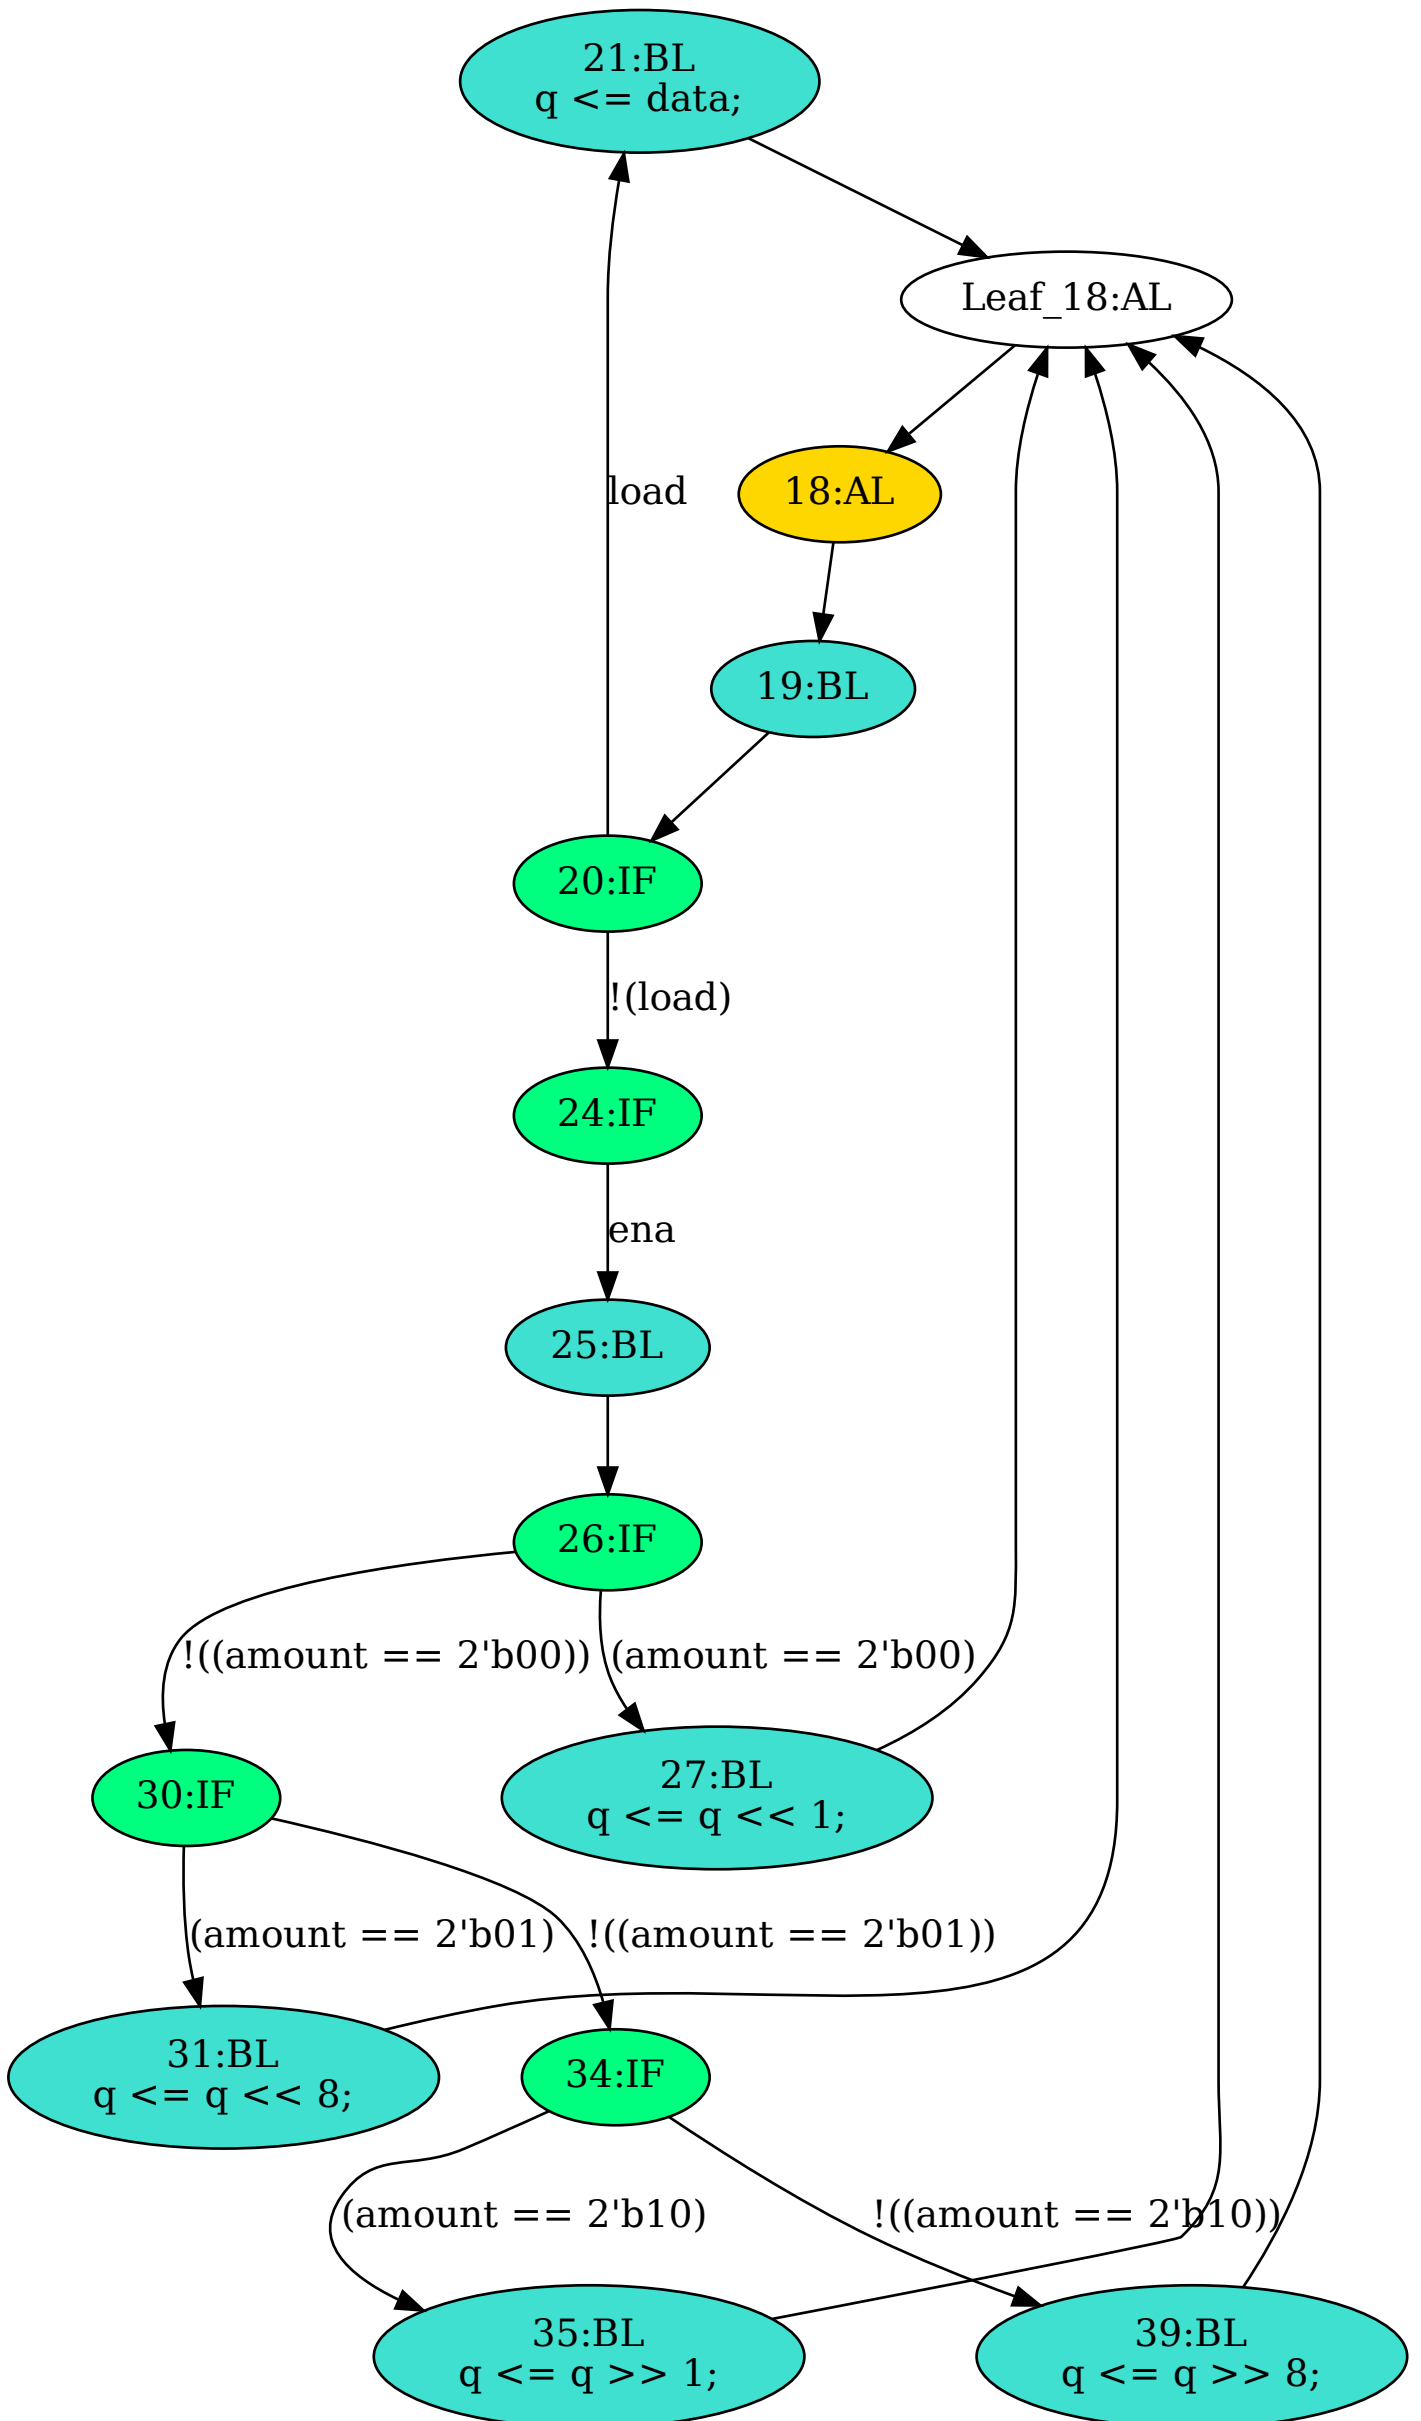 21:BL
q <= data;
Leaf_18:AL
load
18:AL
19:BL
20:IF
!(load)
24:IF
ena
25:BL
26:IF
!((amount == 2'b00))
(amount == 2'b00)
30:IF
27:BL
q <= q << 1;
(amount == 2'b01)
!((amount == 2'b01))
31:BL
q <= q << 8;
34:IF
(amount == 2'b10)
!((amount == 2'b10))
35:BL
q <= q >> 1;
39:BL
q <= q >> 8;